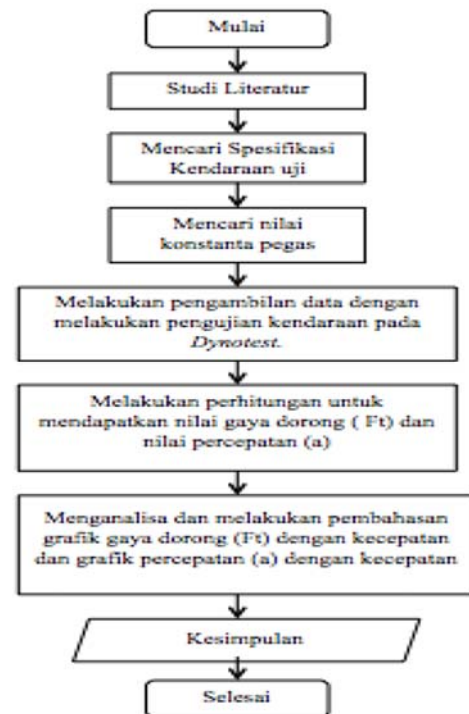 Mulai
Studi Literatur
Mencari Spesifikasi
Kendaraan uji
Mencari nilai
konstanta pegas
Melakukan pengambilan data dengan
melakukan pengujian kendaraan pada
Dynotest.
Melakukan perhitungan untuk
mendapatkan nilai gaya dorong ( Ft) dan
nilai percepatan (a)
Menganalisa dan melakukan pembahasan
grafik gaya dorong (Ft) dengan kecepatan
dan grafik percepatan (a) dengan kecepatan
Kesimpulan
Selesai